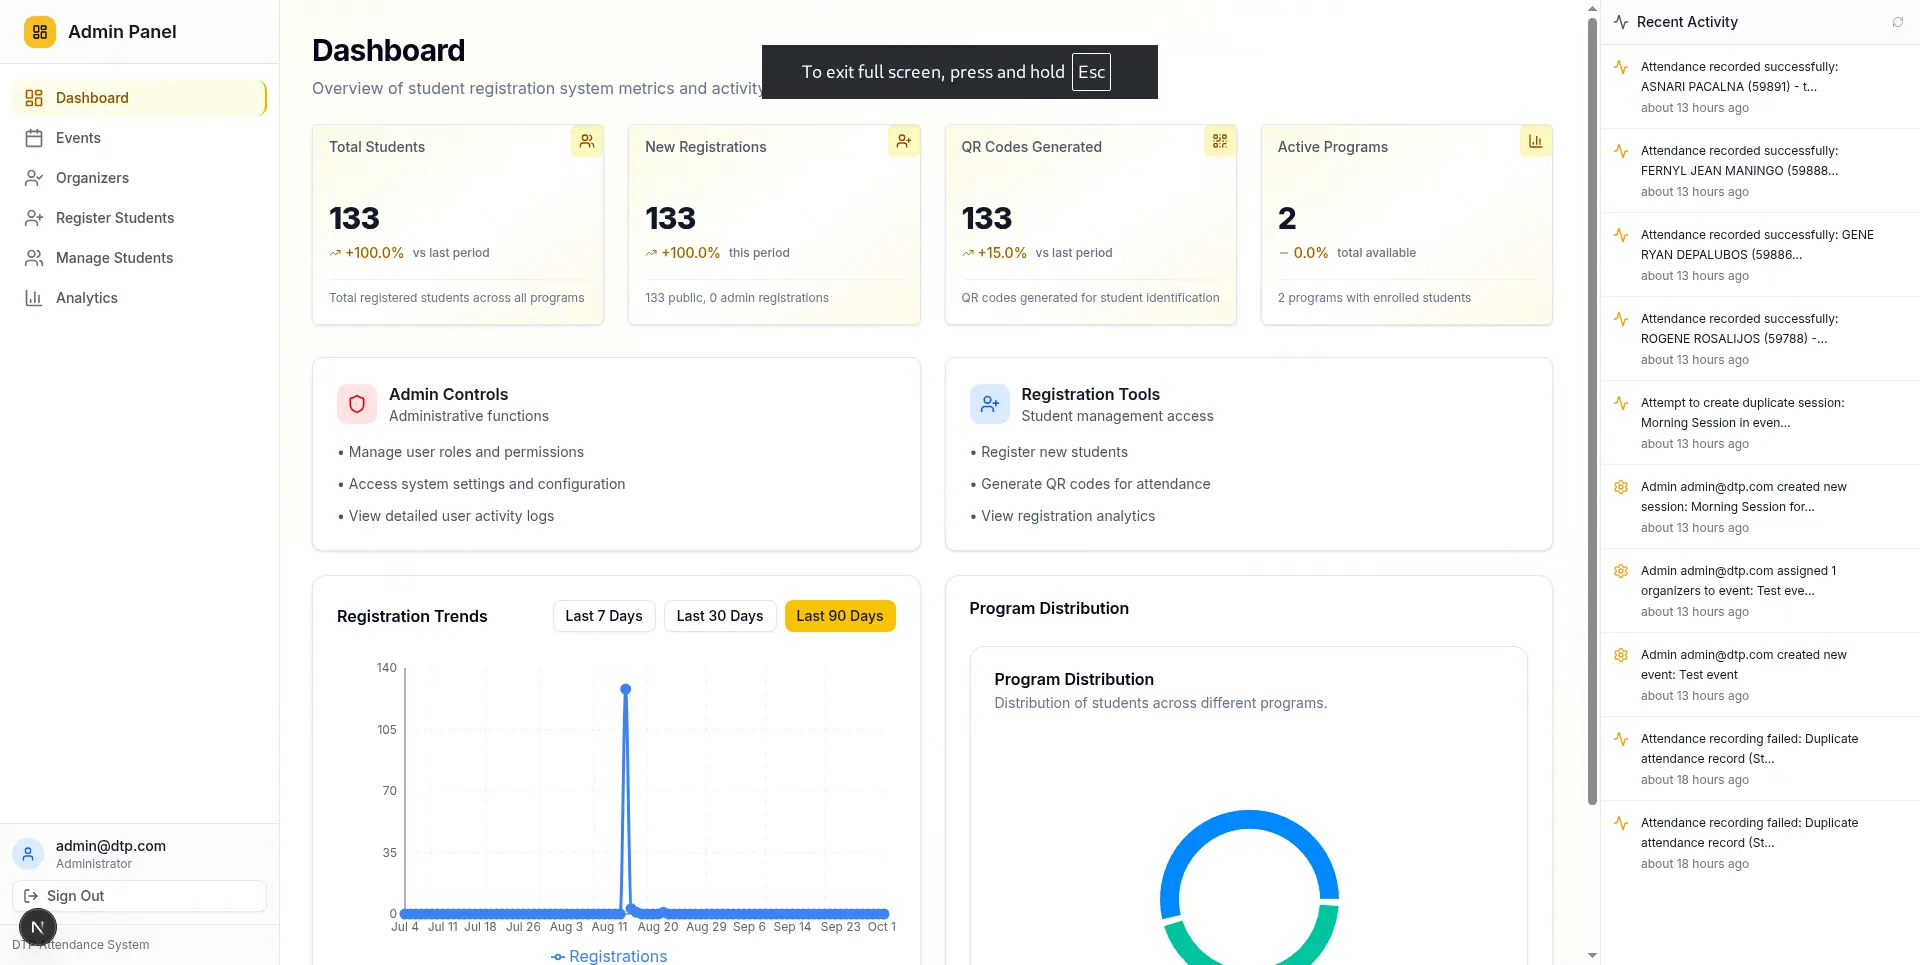 Admin Panel
Dashboard
Events
Organizers
Register Students
Manage Students
Analytics
admin@dtp.com
Administrator
Sign Out
N
DTP Attendance System
Dashboard
Overview of student registration system metrics and activity
To exit full screen, press and hold Esc
Total Students
133
+100.0% vs last period
Total registered students across all programs
New Registrations
133
+100.0% this period
133 public, 0 admin registrations
QR Codes Generated
133
+15.0% vs last period
QR codes generated for student identification
Active Programs
2
0.0% total available
2 programs with enrolled students
Admin Controls
Administrative functions
• Manage user roles and permissions
• Access system settings and configuration
• View detailed user activity logs
Registration Tools
Student management access
• Register new students
• Generate QR codes for attendance
• View registration analytics
Registration Trends
Last 7 Days
Last 30 Days
Last 90 Days
140
105
70
35
0
Jul 4 Jul 11 Jul 18 Jul 26 Aug 3 Aug 11 Aug 20 Aug 29 Sep 6 Sep 14 Sep 23 Oct 1
Registrations
Program Distribution
Program Distribution
Distribution of students across different programs.
Recent Activity
Attendance recorded successfully:
ASNARI PACALNA (59891) - t...
about 13 hours ago
Attendance recorded successfully:
FERNYL JEAN MANINGO (59888...
about 13 hours ago
Attendance recorded successfully: GENE
RYAN DEPALUBOS (59886...
about 13 hours ago
Attendance recorded successfully:
ROGENE ROSALIJOS (59788) -...
about 13 hours ago
Attempt to create duplicate session:
Morning Session in even...
about 13 hours ago
Admin admin@dtp.com created new
session: Morning Session for...
about 13 hours ago
Admin admin@dtp.com assigned 1
organizers to event: Test eve...
about 13 hours ago
Admin admin@dtp.com created new
event: Test event
about 13 hours ago
Attendance recording failed: Duplicate
attendance record (St...
about 18 hours ago
Attendance recording failed: Duplicate
attendance record (St...
about 18 hours ago